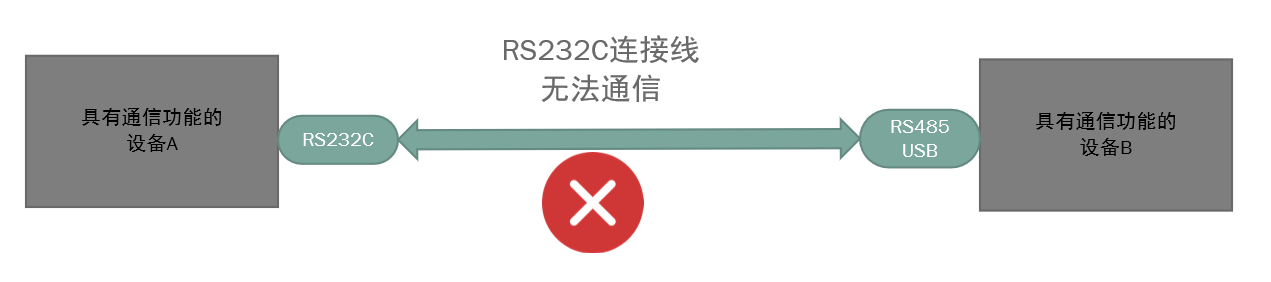 RS232C连接线
无法通信
具有通信功能的
设备A
RS232C
RS485
USB
具有通信功能的
设备B